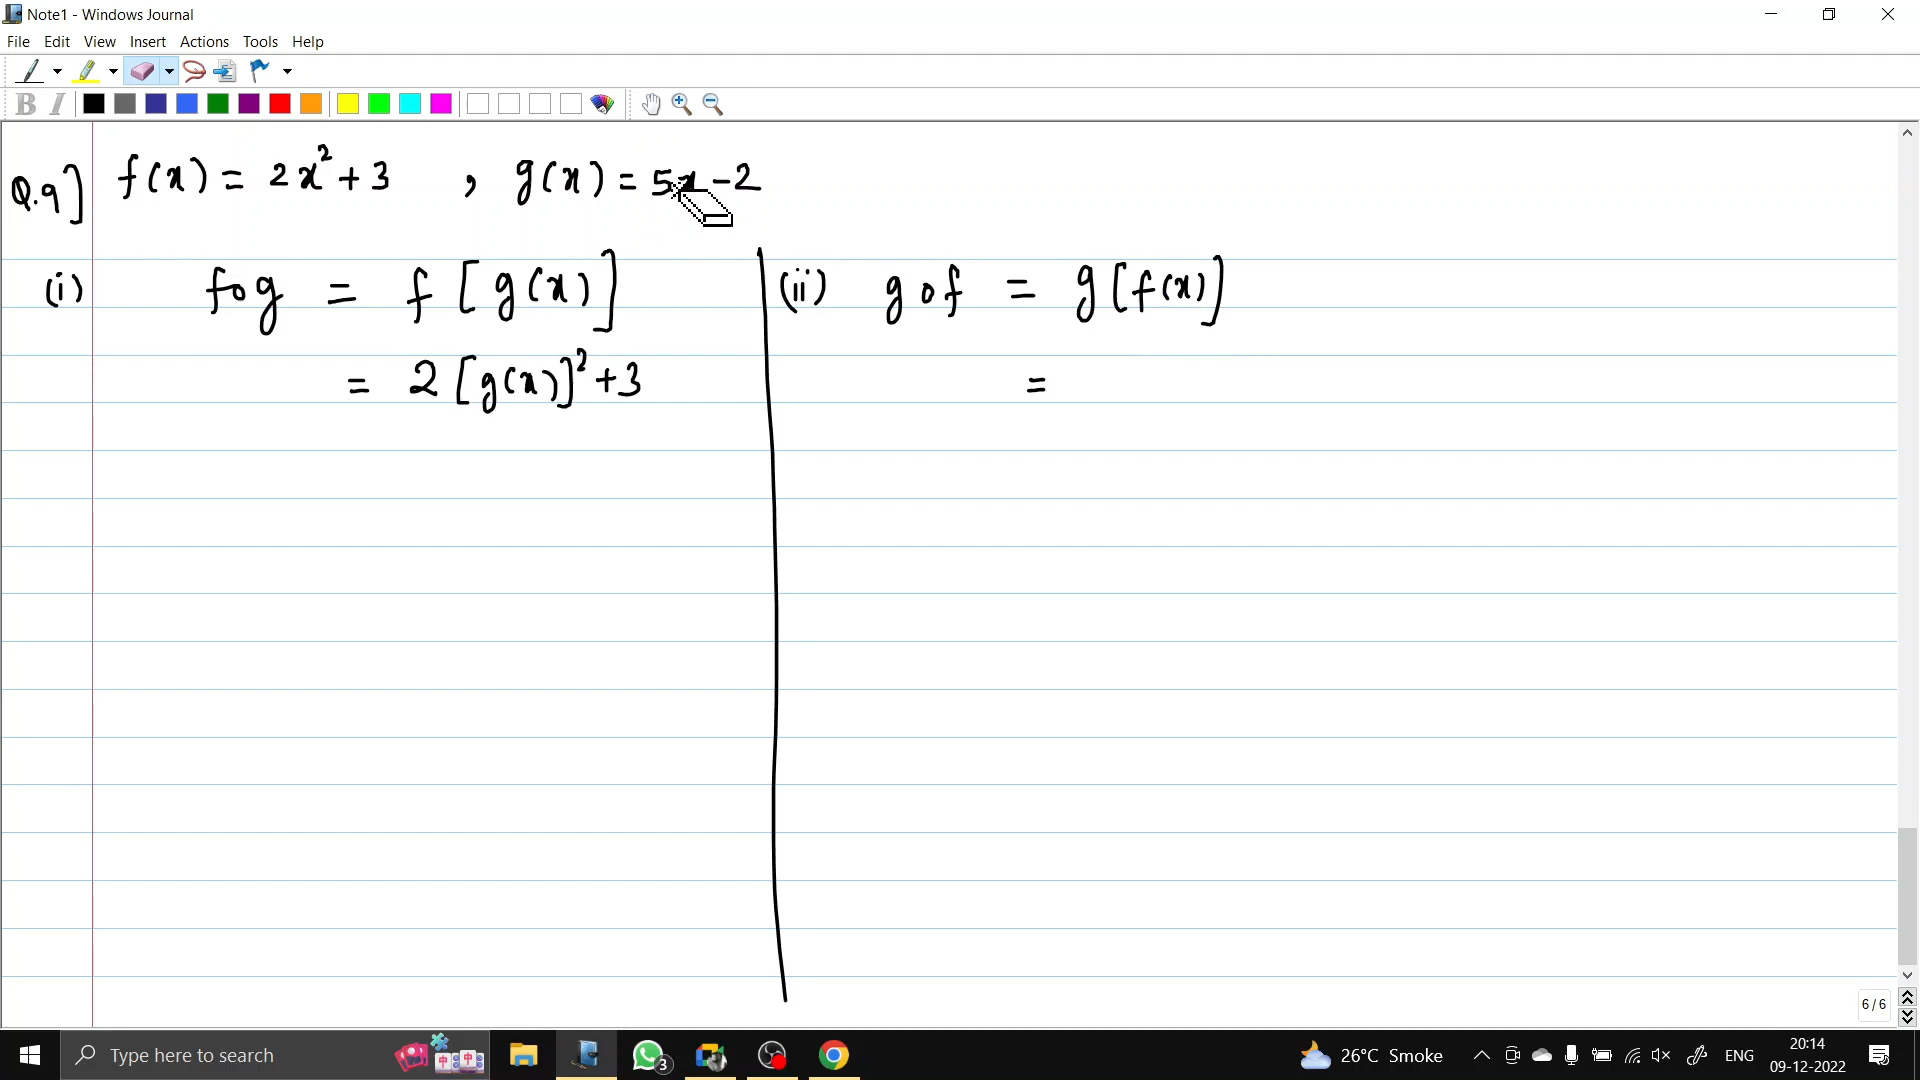 Note1 - Windows Journal
File Edit View Insert Actions Tools Help
B I
Q.9] f(x) = 2x² + 3 , g(x) = 5x - 2
(i) fog = f [g(x)]
= 2 [g(x)]² + 3
(ii) gof = g[f(x)]
=
6 / 6
Type here to search
3
26°C Smoke
ENG
20:14
09-12-2022